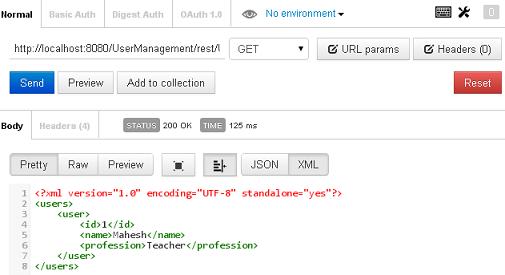 Normal Basic Auth Digest Auth OAuth 1.0 No environment 0
http://localhost:8080/UserManagement/rest/ GET URL params Headers (0)
Send Preview Add to collection Reset
Body Headers (4) STATUS 200 OK TIME 125 ms
Pretty Raw Preview JSON XML
1 <?xml version="1.0" encoding="UTF-8" standalone="yes"?>
2 <users>
3 <user>
4 <id>1</id>
5 <name>Mahesh</name>
6 <profession>Teacher</profession>
7 </user>
8 </users>